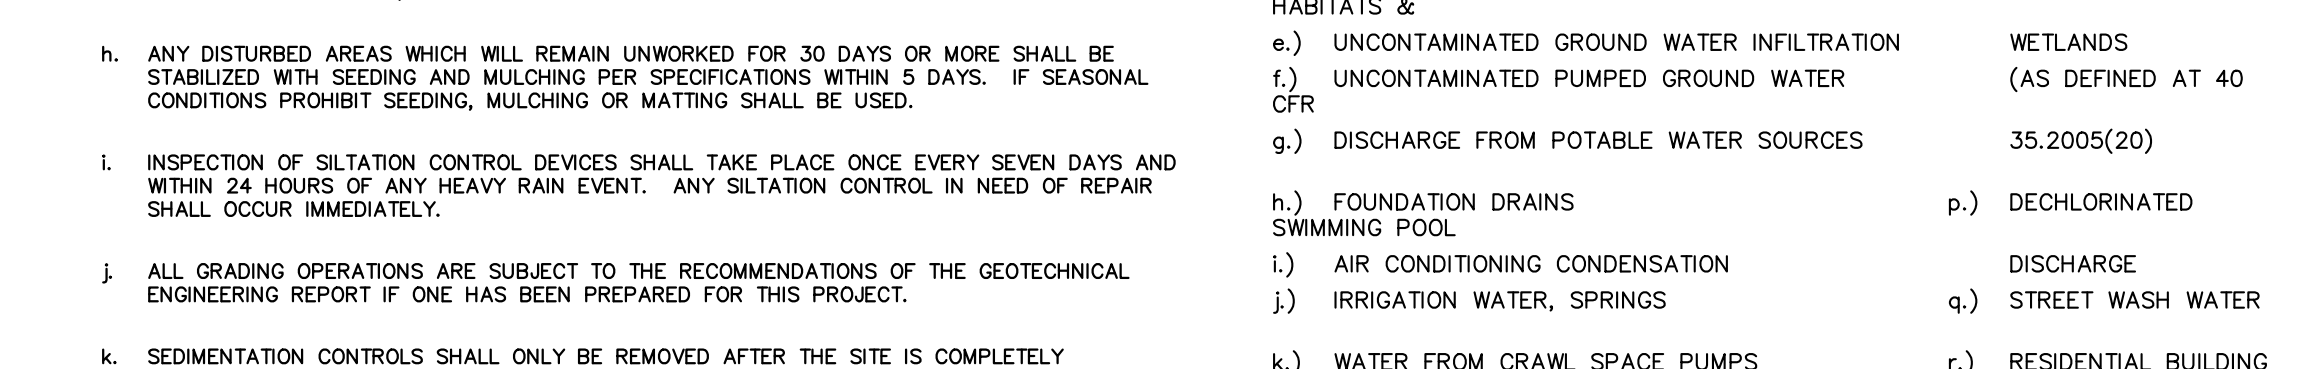 h. ANY DISTURBED AREAS WHICH WILL REMAIN UNWORKED FOR 30 DAYS OR MORE SHALL BE
STABILIZED WITH SEEDING AND MULCHING PER SPECIFICATIONS WITHIN 5 DAYS. IF SEASONAL
CONDITIONS PROHIBIT SEEDING, MULCHING OR MATTING SHALL BE USED.
i. INSPECTION OF SILTATION CONTROL DEVICES SHALL TAKE PLACE ONCE EVERY SEVEN DAYS AND
WITHIN 24 HOURS OF ANY HEAVY RAIN EVENT. ANY SILTATION CONTROL IN NEED OF REPAIR
SHALL OCCUR IMMEDIATELY.
j. ALL GRADING OPERATIONS ARE SUBJECT TO THE RECOMMENDATIONS OF THE GEOTECHNICAL
ENGINEERING REPORT IF ONE HAS BEEN PREPARED FOR THIS PROJECT.
k. SEDIMENTATION CONTROLS SHALL ONLY BE REMOVED AFTER THE SITE IS COMPLETELY
HABITATS &
e.) UNCONTAMINATED GROUND WATER INFILTRATION WETLANDS
f.) UNCONTAMINATED PUMPED GROUND WATER (AS DEFINED AT 40
CFR
g.) DISCHARGE FROM POTABLE WATER SOURCES 35.2005(20)
h.) FOUNDATION DRAINS p.) DECHLORINATED
SWIMMING POOL
i.) AIR CONDITIONING CONDENSATION DISCHARGE
j.) IRRIGATION WATER, SPRINGS q.) STREET WASH WATER
k.) WATER FROM CRAWL SPACE PUMPS r.) RESIDENTIAL BUILDING